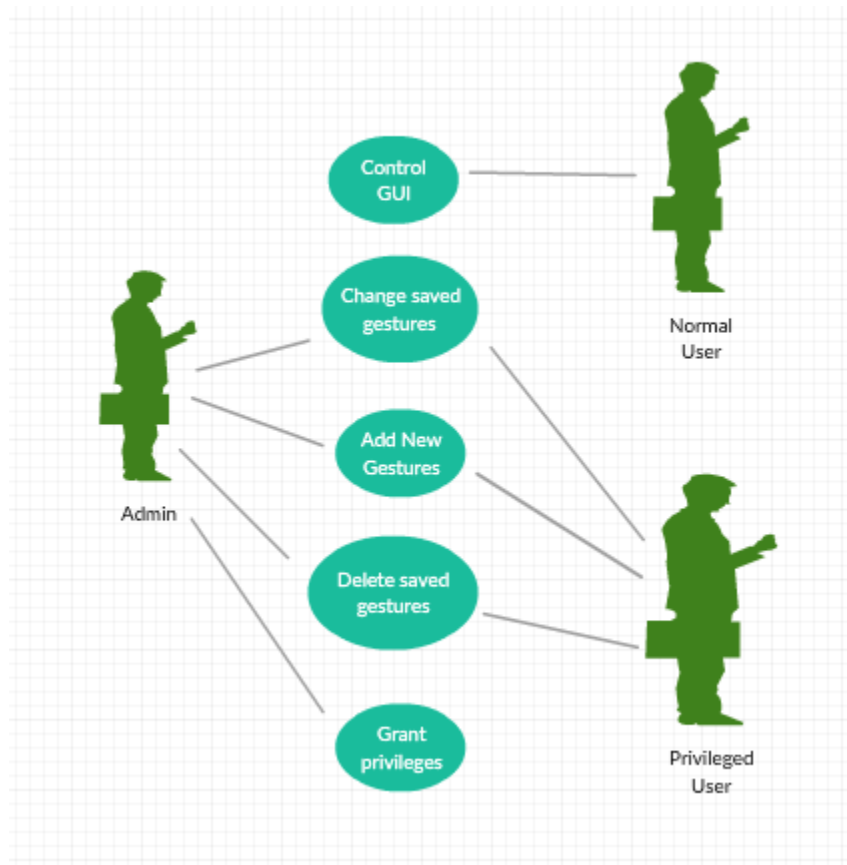 Control
GUI
Change saved
gestures
Normal
User
Add New
Gestures
Admin
Delete saved
gestures
Grant
privileges
Privileged
User